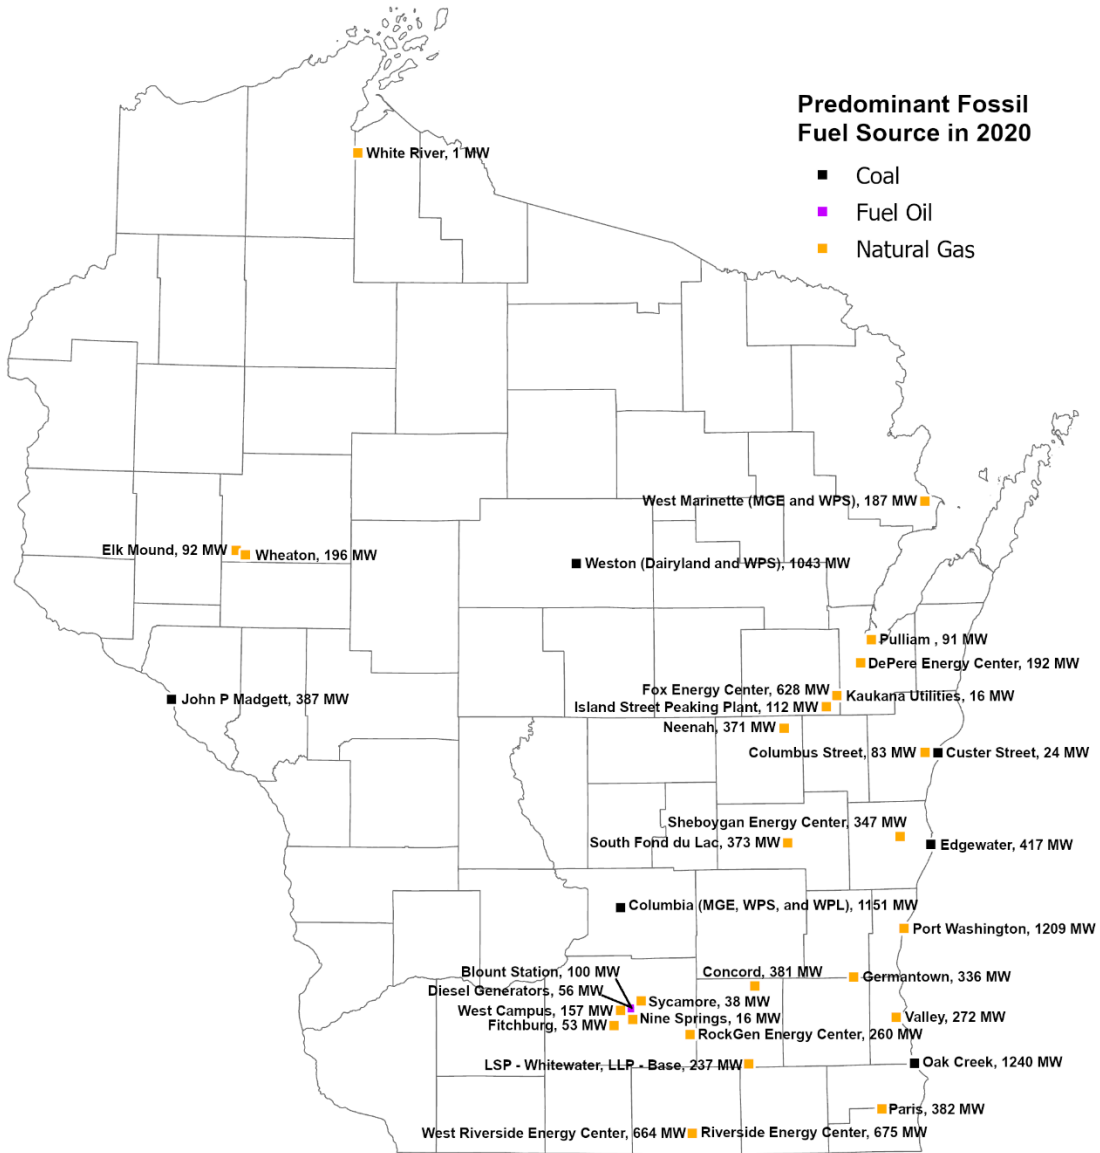 Predominant Fossil
Fuel Source in 2020
Coal
Fuel Oil
Natural Gas
White River, 1 MW
West Marinette (MGE and WPS), 187 MW
Elk Mound, 92 MW
Wheaton, 196 MW
Weston (Dairyland and WPS), 1043 MW
Pulliam , 91 MW
DePere Energy Center, 192 MW
John P Madgett, 387 MW
Fox Energy Center, 628 MW
Kaukana Utilities, 16 MW
Island Street Peaking Plant, 112 MW
Neenah, 371 MW
Columbus Street, 83 MW
Custer Street, 24 MW
Sheboygan Energy Center, 347 MW
South Fond du Lac, 373 MW
Edgewater, 417 MW
Columbia (MGE, WPS, and WPL), 1151 MW
Port Washington, 1209 MW
Blount Station, 100 MW
Concord, 381 MW
Germantown, 336 MW
Diesel Generators, 56 MW
Sycamore, 38 MW
West Campus, 157 MW
Nine Springs, 16 MW
Valley, 272 MW
Fitchburg, 53 MW
RockGen Energy Center, 260 MW
LSP - Whitewater, LLP - Base, 237 MW
Oak Creek, 1240 MW
Paris, 382 MW
West Riverside Energy Center, 664 MW
Riverside Energy Center, 675 MW